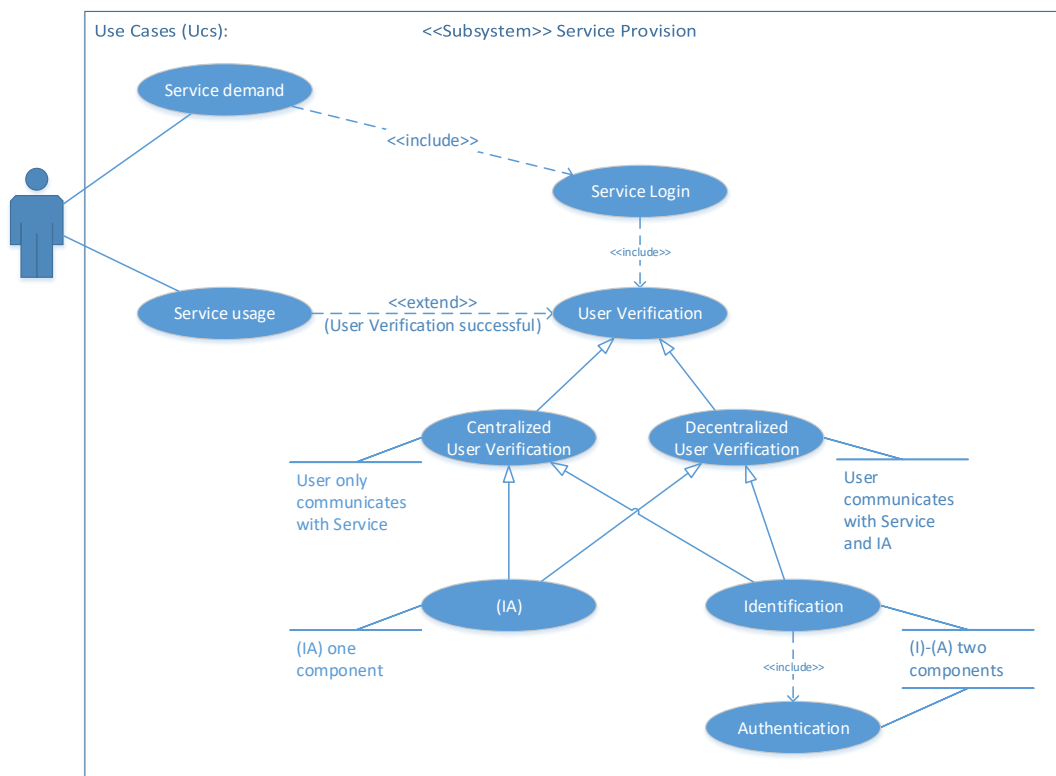 Use Cases (Ucs):
<<Subsystem>> Service Provision
Service demand
<<include>>
Service Login
<<include>>
Service usage
<<extend>>
(User Verification successful)
User Verification
Centralized
User Verification
Decentralized
User Verification
User only
communicates
with Service
User
communicates
with Service
and IA
(IA)
Identification
(IA) one
component
<<include>>
(I)-(A) two
components
Authentication